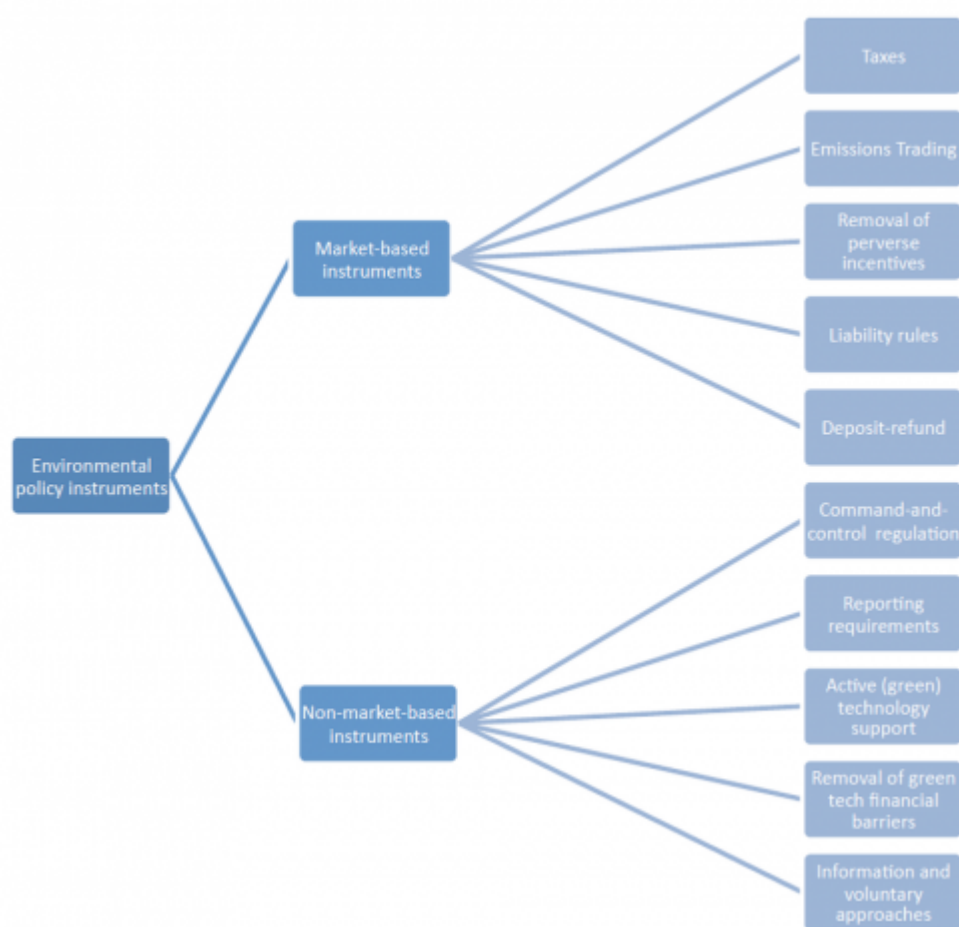 Taxes
Emissions Trading
Removal of
perverse
incentives
Market-based
instruments
Liability rules
Deposit-refund
Environmental
policy instruments
Command-and-
control regulation
Reporting
requirements
Non-market-based
instruments
Active (green)
technology
support
Removal of green
tech financial
barriers
Information and
voluntary
approaches